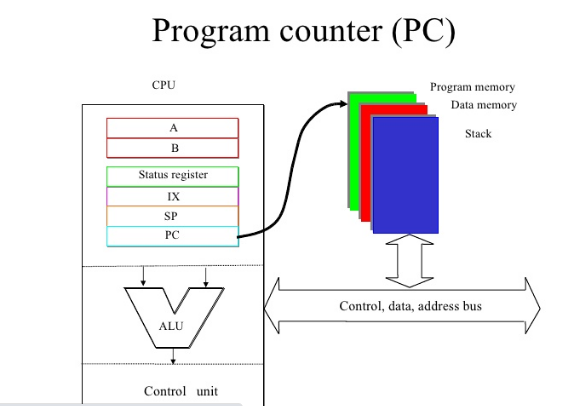 Program counter (PC)
CPU
Program memory
Data memory
Stack
A
B
Status register
IX
SP
PC
Control, data, address bus
ALU
Control unit